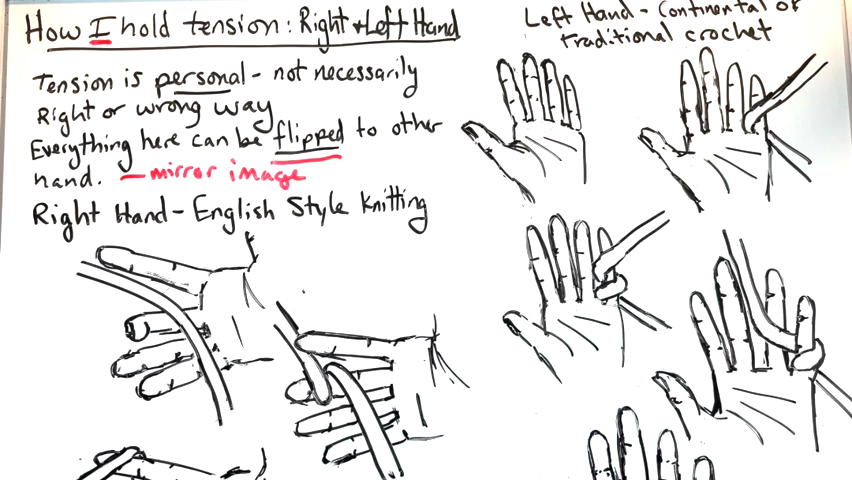 How I hold tension: Right + Left Hand
Tension is personal - not necessarily
Right or wrong way
Everything here can be flipped to other
hand. - mirror image
Right Hand - English Style Knitting
Left Hand - Continental or
traditional crochet